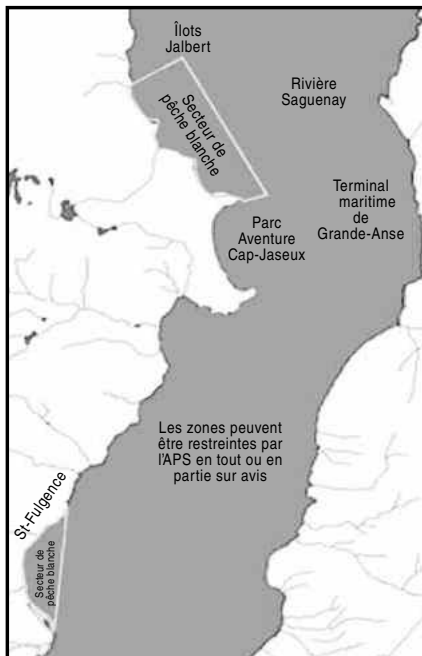 Îlots
Jalbert
Rivière
Saguenay
Secteur de
pêche blanche
Terminal
maritime
de
Grande-Anse
Parc
Aventure
Cap-Jaseux
Les zones peuvent
être restreintes par
l'APS en tout ou en
partie sur avis
St-Fulgence
Secteur de
pêche blanche